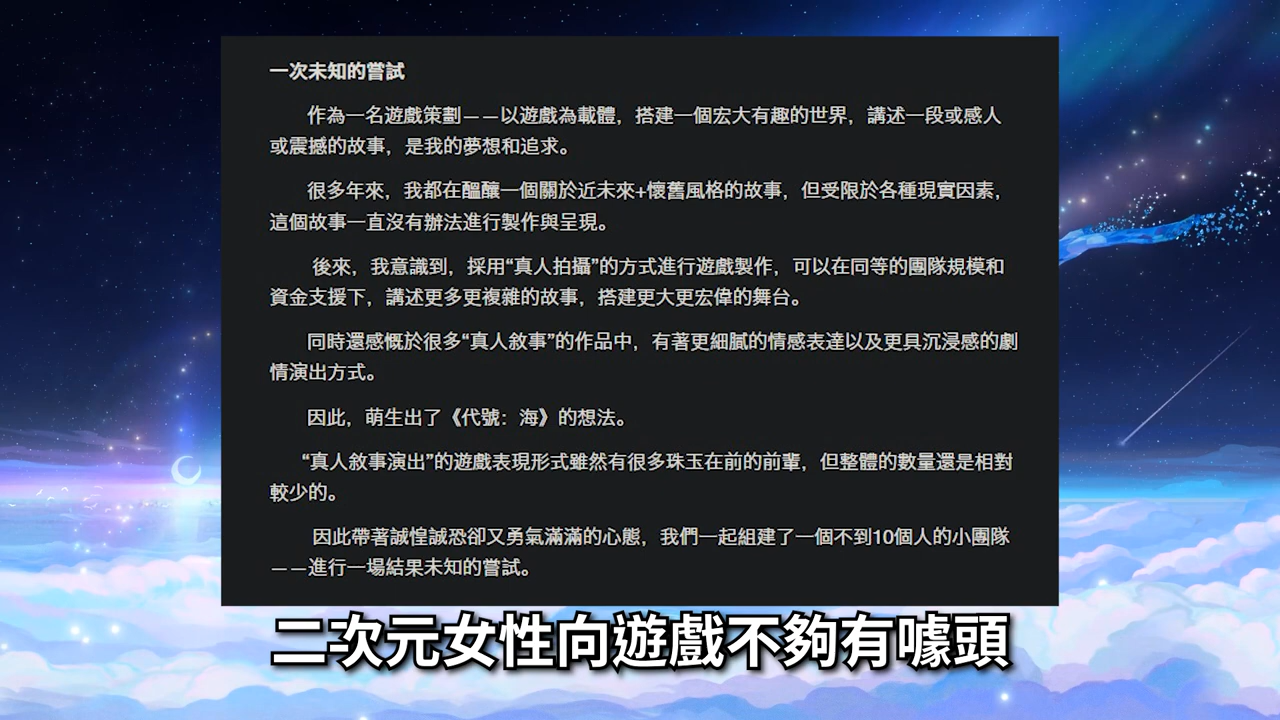 一次未知的嘗試
作為一名遊戲策劃——以遊戲為載體，搭建一個宏大有趣的世界，講述一段或感人
或震撼的故事，是我的夢想和追求。
很多年來，我都在醞釀一個關於近未來+懷舊風格的故事，但受限於各種現實因素，
這個故事一直沒有辦法進行製作與呈現。
後來，我意識到，採用“真人拍攝”的方式進行遊戲製作，可以在同等的團隊規模和
資金支援下，講述更多更複雜的故事，搭建更大更宏偉的舞台。
同時還感慨於很多“真人敘事”的作品中，有著更細膩的情感表達以及更具沉浸感的劇
情演出方式。
因此，萌生出了《代號：海》的想法。
“真人敘事演出”的遊戲表現形式雖然有很多珠玉在前的前輩，但整體的數量還是相對
較少的。
因此帶著誠惶誠恐卻又勇氣滿滿的心態，我們一起組建了一個不到10個人的小團隊
——進行一場結果未知的嘗試。
二次元女性向遊戲不夠有噱頭